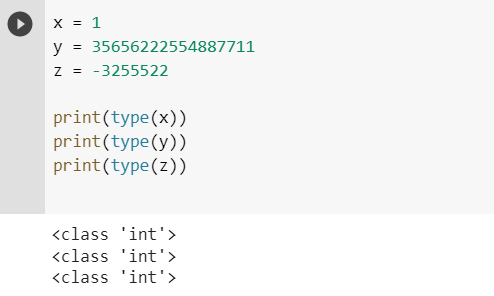 x = 1
y = 35656222554887711
z = -3255522
print(type(x))
print(type(y))
print(type(z))
<class 'int'>
<class 'int'>
<class 'int'>